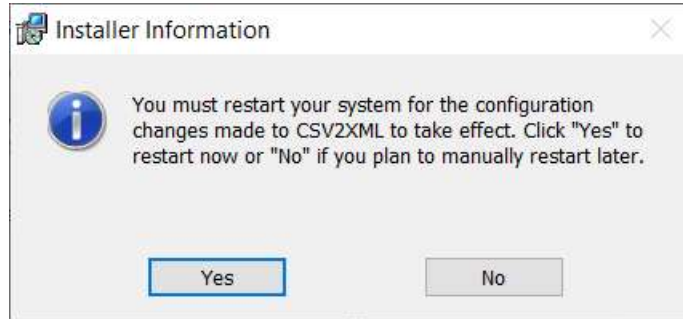 Installer Information
You must restart your system for the configuration
changes made to CSV2XML to take effect. Click "Yes" to
restart now or "No" if you plan to manually restart later.
Yes
No